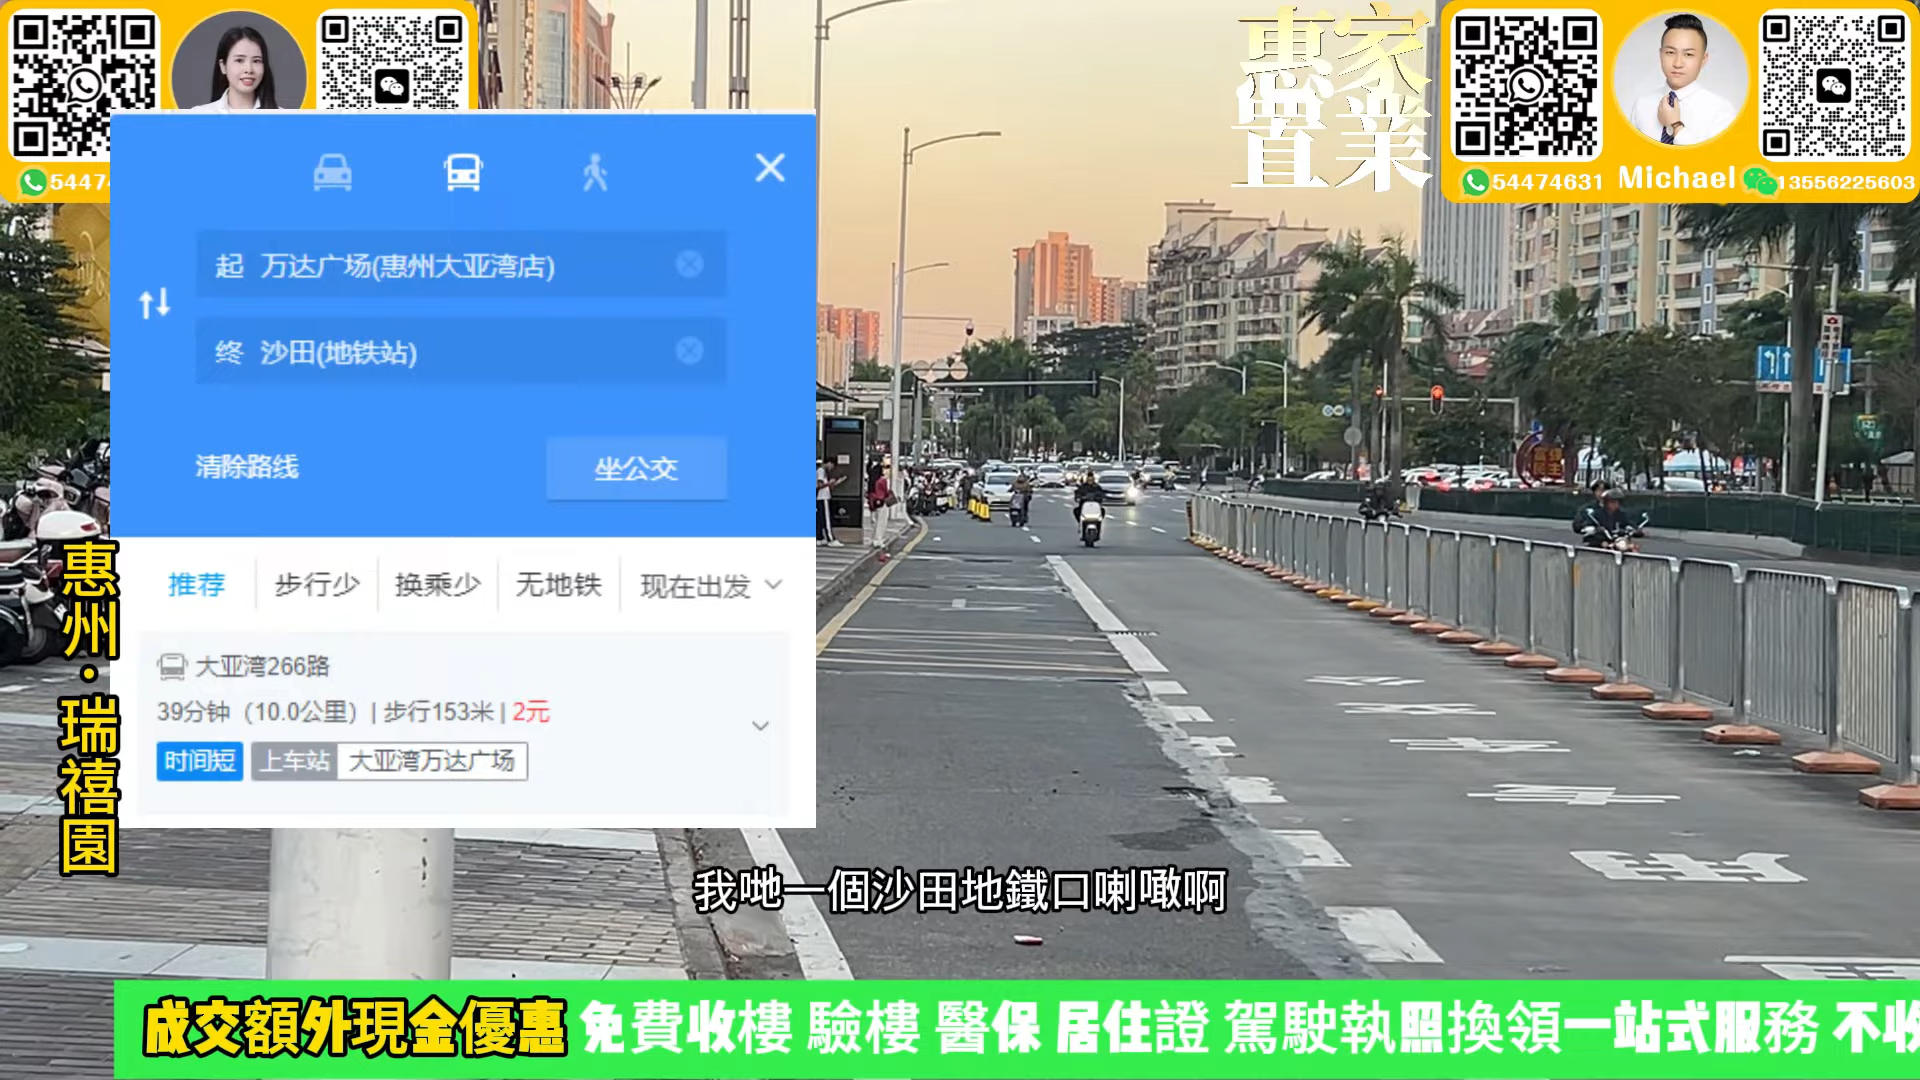 惠家
置業
54474
54474631
Michael
13556225603
起 万达广场(惠州大亚湾店)
终 沙田(地铁站)
清除路线
坐公交
推荐
步行少
换乘少
无地铁
现在出发
大亚湾266路
39分钟（10.0公里）| 步行153米 | 2元
时间短
上车站 大亚湾万达广场
惠州·瑞禧園
我哋一個沙田地鐵口喇噉啊
成交額外現金優惠 免費收樓 驗樓 醫保 居住證 駕駛執照換領一站式服務 不收